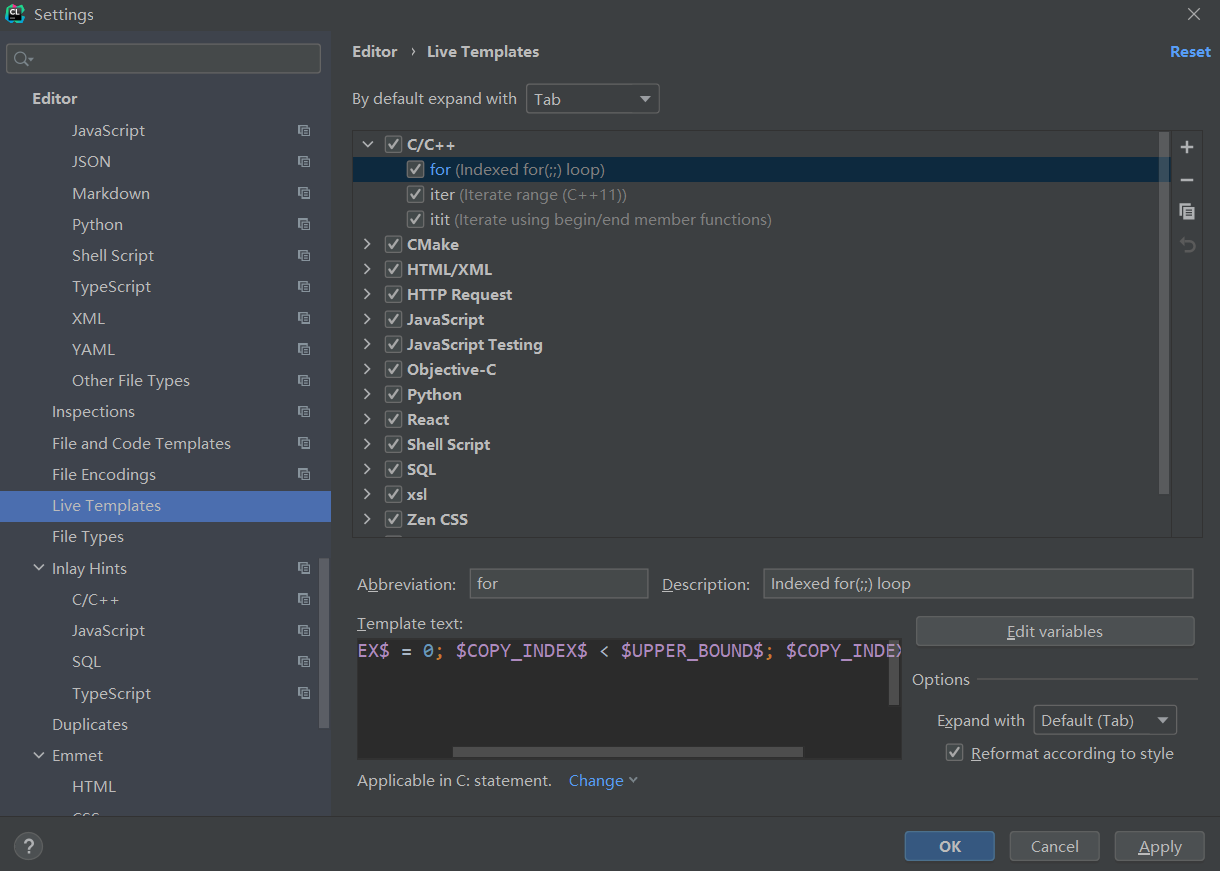 CL Settings
Editor › Live Templates Reset
By default expand with Tab
Editor
JavaScript
JSON
Markdown
Python
Shell Script
TypeScript
XML
YAML
Other File Types
Inspections
File and Code Templates
File Encodings
Live Templates
File Types
Inlay Hints
C/C++
JavaScript
SQL
TypeScript
Duplicates
Emmet
HTML
C/C++
for (Indexed for(;;) loop)
iter (Iterate range (C++11))
itit (Iterate using begin/end member functions)
CMake
HTML/XML
HTTP Request
JavaScript
JavaScript Testing
Objective-C
Python
React
Shell Script
SQL
xsl
Zen CSS
Abbreviation: for Description: Indexed for(;;) loop
Template text:
EX$ = 0; $COPY_INDEX$ < $UPPER_BOUND$; $COPY_INDEX
Edit variables
Options
Expand with Default (Tab)
Reformat according to style
Applicable in C: statement. Change
? OK Cancel Apply